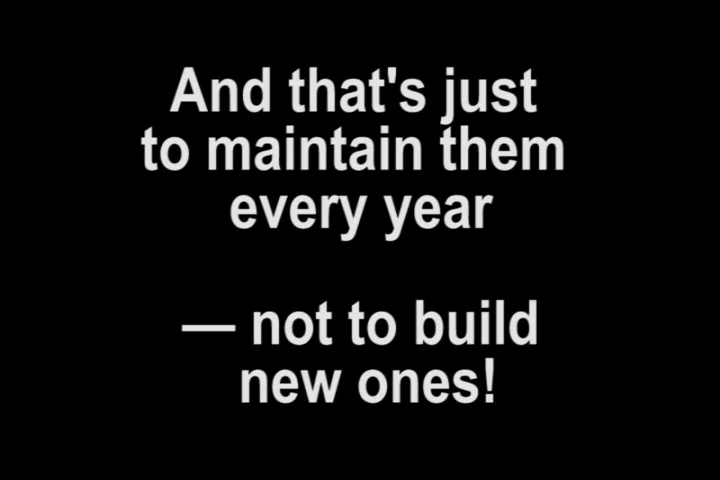 And that's just
to maintain them
every year
— not to build
new ones!